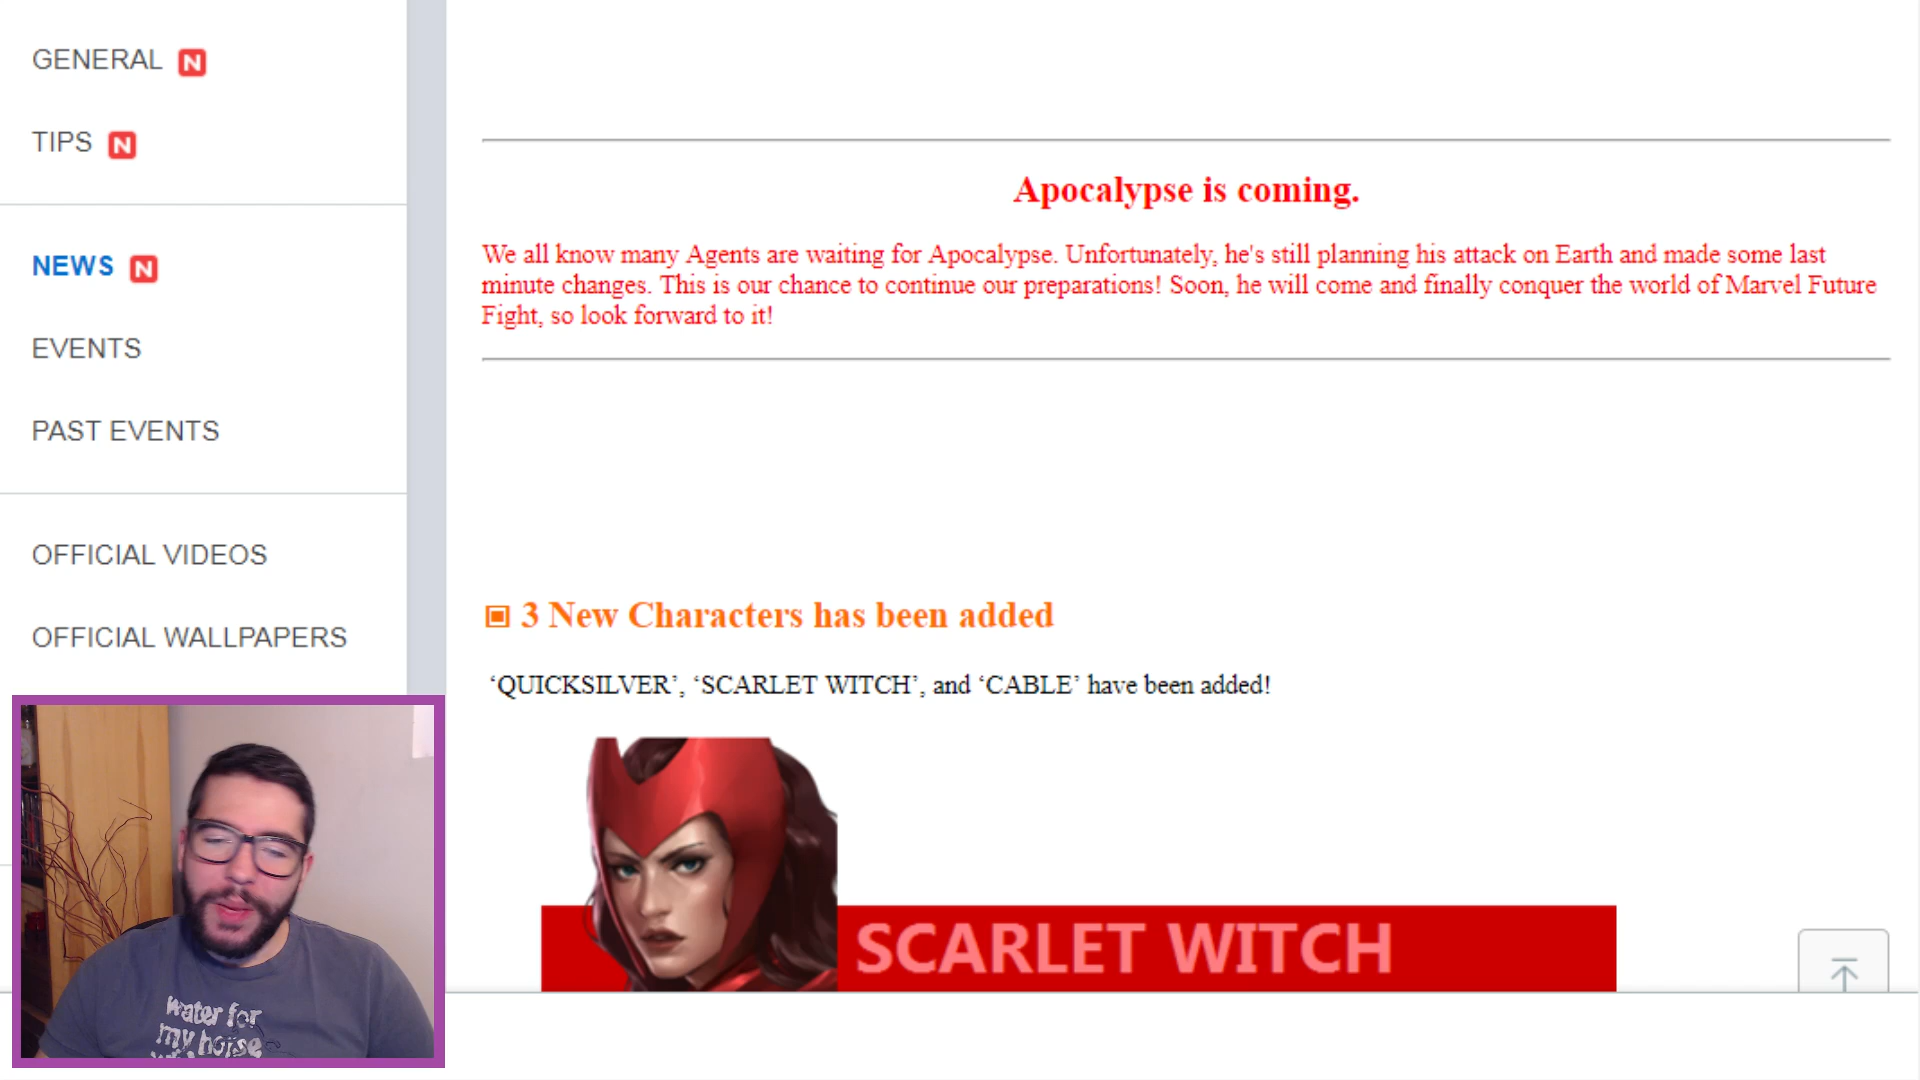 GENERAL N
TIPS N
NEWS N
EVENTS
PAST EVENTS
OFFICIAL VIDEOS
OFFICIAL WALLPAPERS
Apocalypse is coming.
We all know many Agents are waiting for Apocalypse. Unfortunately, he's still planning his attack on Earth and made some last
minute changes. This is our chance to continue our preparations! Soon, he will come and finally conquer the world of Marvel Future
Fight, so look forward to it!
3 New Characters has been added
‘QUICKSILVER’, ‘SCARLET WITCH’, and ‘CABLE’ have been added!
SCARLET WITCH
water for
my horse